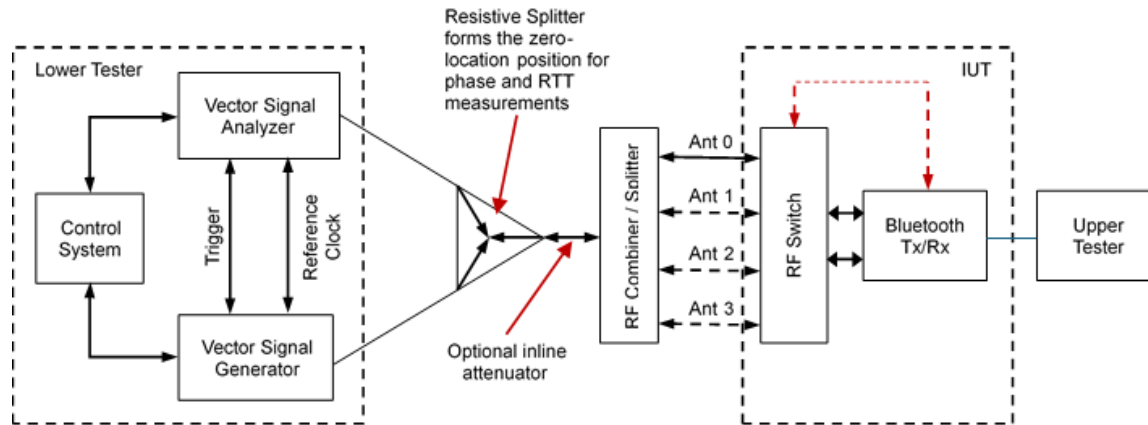 Resistive Splitter
forms the zero-
location position for
phase and RTT
measurements
Lower Tester
IUT
Vector Signal
Analyzer
Control
System
Trigger
Reference
Clock
Vector Signal
Generator
Optional inline
attenuator
RF Combiner / Splitter
Ant 0
Ant 1
Ant 2
Ant 3
RF Switch
Bluetooth
Tx/Rx
Upper
Tester